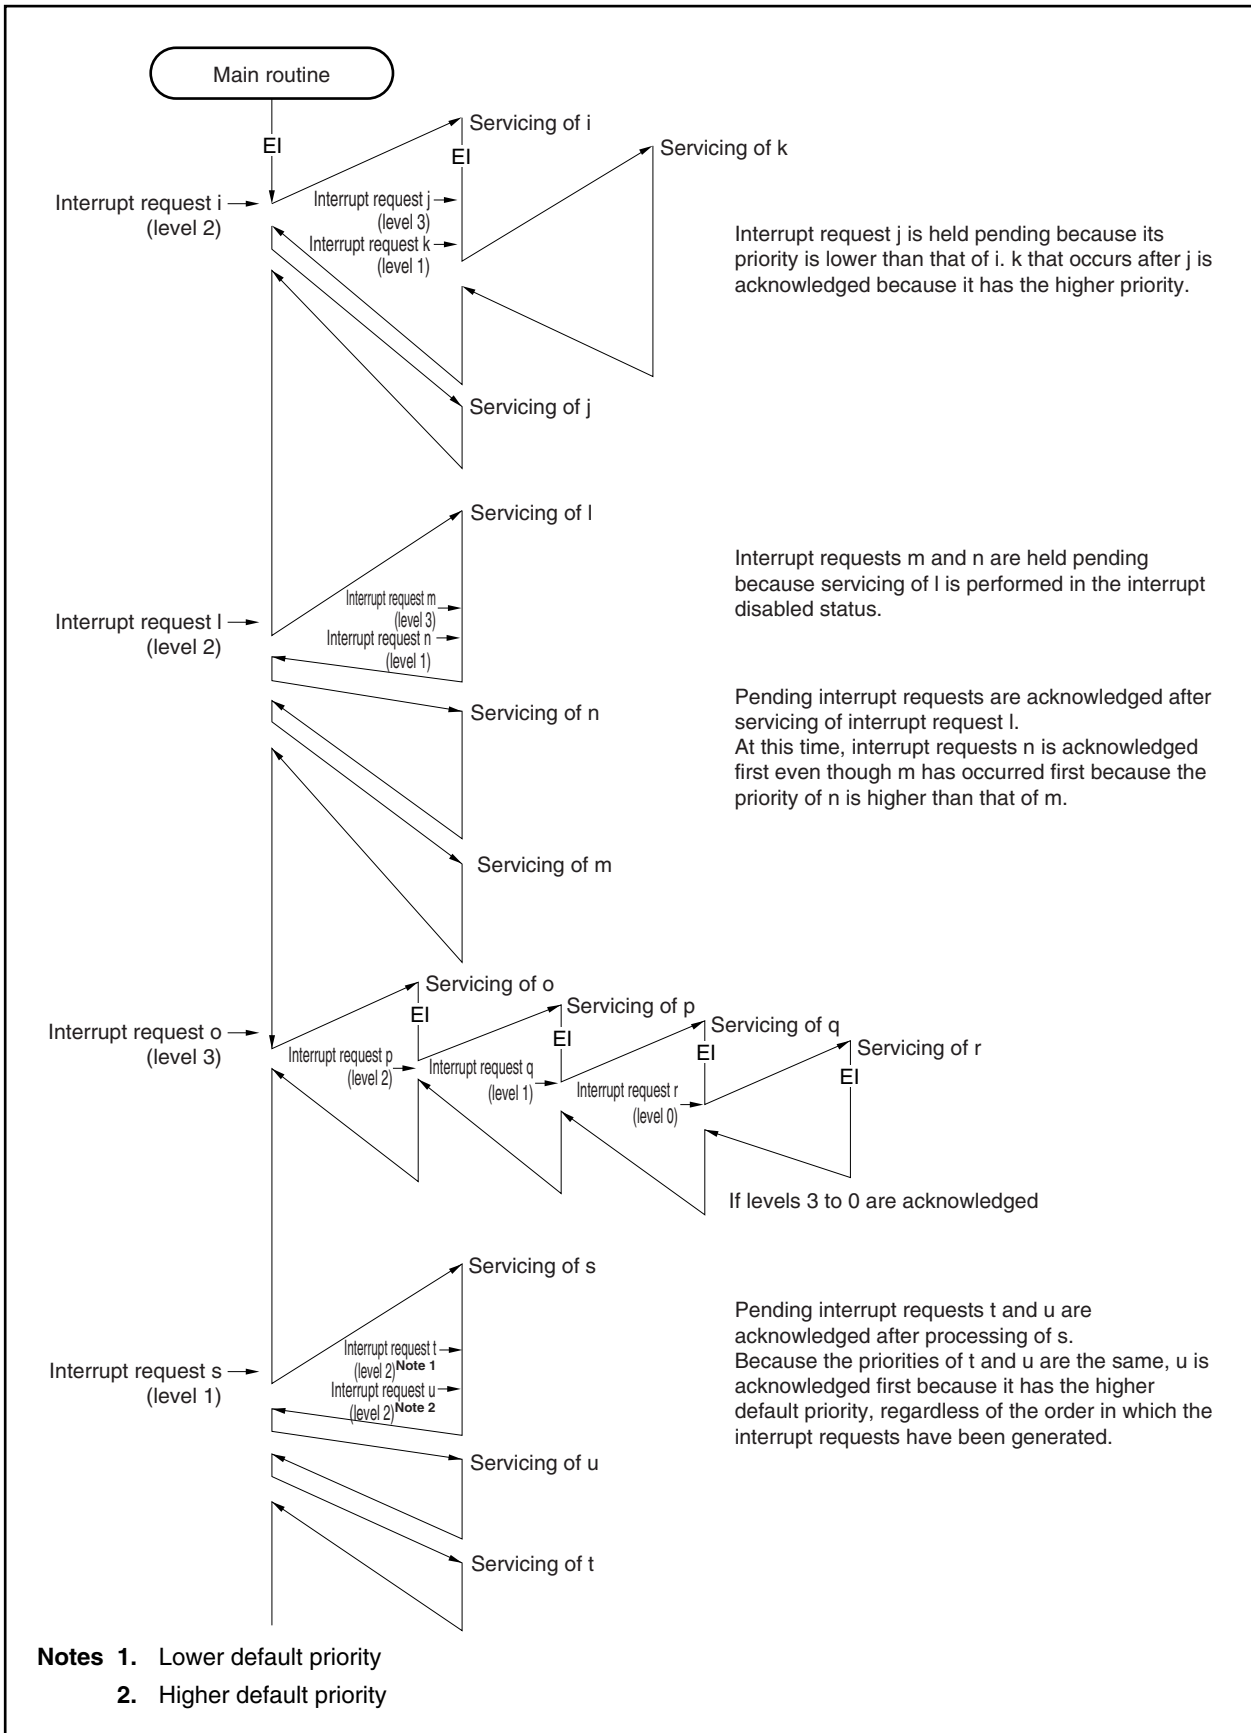 Main routine
EI
Servicing of i
EI
Servicing of k
Interrupt request i
(level 2)
Interrupt request j
(level 3)
Interrupt request k
(level 1)
Interrupt request j is held pending because its
priority is lower than that of i. k that occurs after j is
acknowledged because it has the higher priority.
Servicing of j
Servicing of l
Interrupt request l
(level 2)
Interrupt request m
(level 3)
Interrupt request n
(level 1)
Interrupt requests m and n are held pending
because servicing of l is performed in the interrupt
disabled status.
Servicing of n
Pending interrupt requests are acknowledged after
servicing of interrupt request l.
At this time, interrupt requests n is acknowledged
first even though m has occurred first because the
priority of n is higher than that of m.
Servicing of m
Servicing of o
EI
Servicing of p
EI
Servicing of q
EI
Servicing of r
EI
Interrupt request o
(level 3)
Interrupt request p
(level 2)
Interrupt request q
(level 1)
Interrupt request r
(level 0)
If levels 3 to 0 are acknowledged
Servicing of s
Interrupt request s
(level 1)
Interrupt request t
(level 2)Note 1
Interrupt request u
(level 2)Note 2
Pending interrupt requests t and u are
acknowledged after processing of s.
Because the priorities of t and u are the same, u is
acknowledged first because it has the higher
default priority, regardless of the order in which the
interrupt requests have been generated.
Servicing of u
Servicing of t
Notes 1. Lower default priority
2. Higher default priority